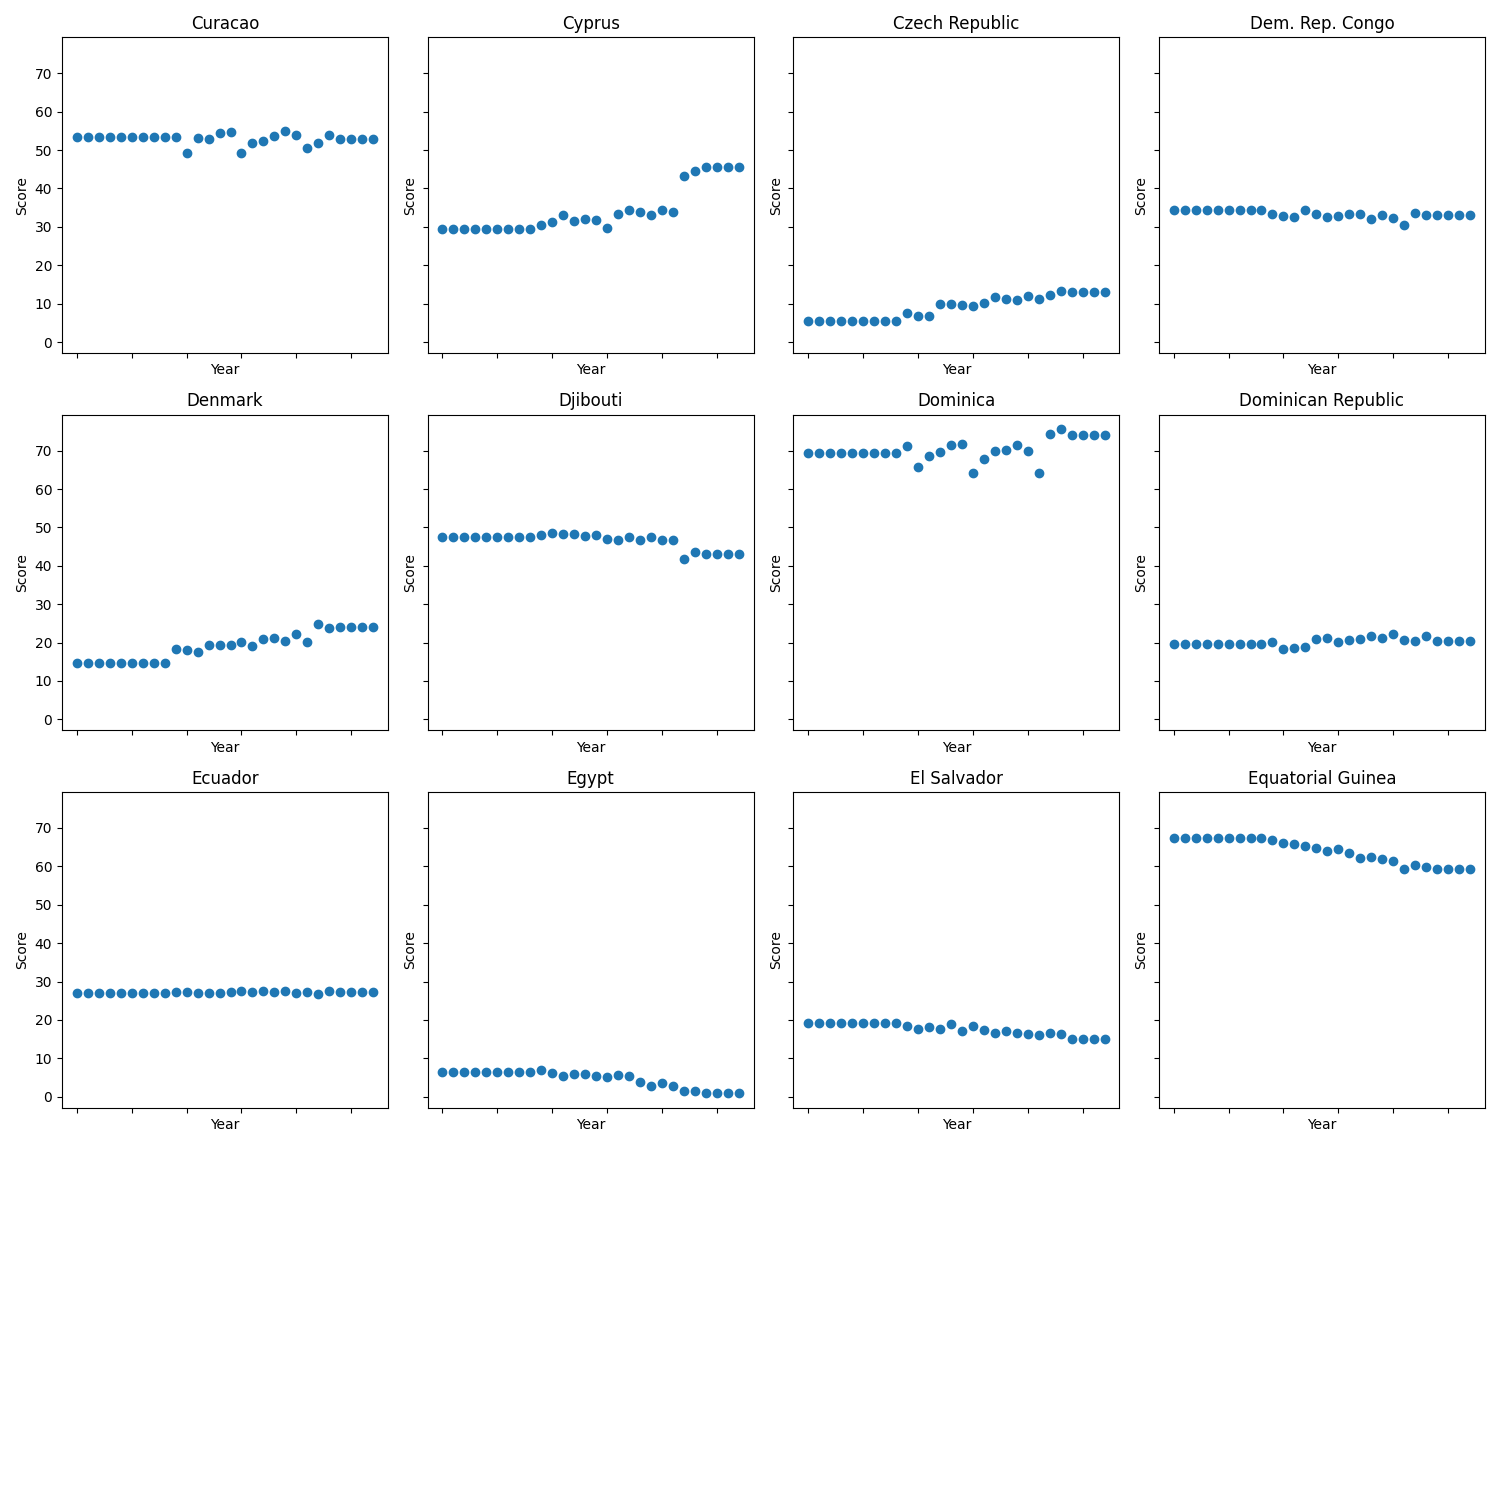 Curacao
Cyprus
Czech Republic
Dem. Rep. Congo
70
60
50
40
30
20
10
0
Score
Score
Score
Score
Year
Year
Year
Year
Denmark
Djibouti
Dominica
Dominican Republic
70
60
50
40
30
20
10
0
Score
Score
Score
Score
Year
Year
Year
Year
Ecuador
Egypt
El Salvador
Equatorial Guinea
70
60
50
40
30
20
10
0
Score
Score
Score
Score
Year
Year
Year
Year